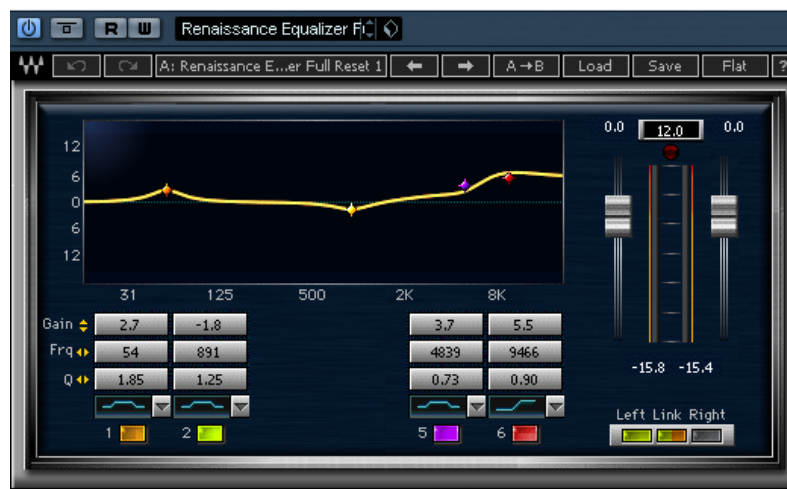 R W Renaissance Equalizer F
A: Renaissance E...er Full Reset 1 A→B Load Save Flat ?
0.0 12.0 0.0
12
6
0
6
12
31 125 500 2K 8K
Gain 2.7 -1.8 3.7 5.5
Frq 54 891 4839 9466
Q 1.85 1.25 0.73 0.90
-15.8 -15.4
Left Link Right
1 2 5 6